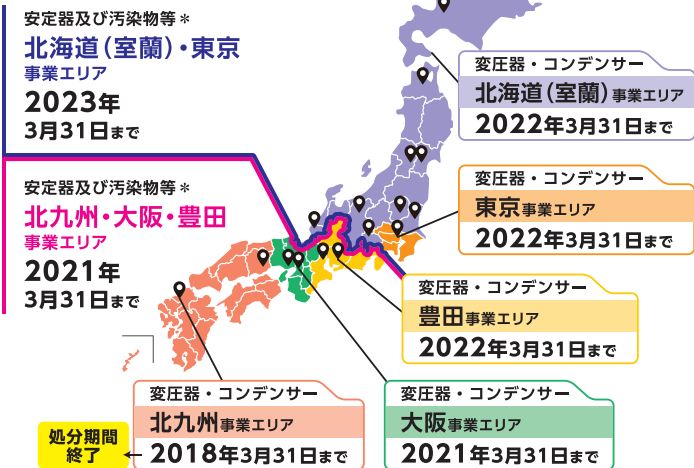 安定器及び汚染物等＊
北海道（室蘭）・東京
事業エリア
2023年
3月31日まで
安定器及び汚染物等＊
北九州・大阪・豊田
事業エリア
2021年
3月31日まで
変圧器・コンデンサー
北海道（室蘭）事業エリア
2022年3月31日まで
変圧器・コンデンサー
東京事業エリア
2022年3月31日まで
変圧器・コンデンサー
豊田事業エリア
2022年3月31日まで
変圧器・コンデンサー
北九州事業エリア
2018年3月31日まで
処分期間
終了
変圧器・コンデンサー
大阪事業エリア
2021年3月31日まで